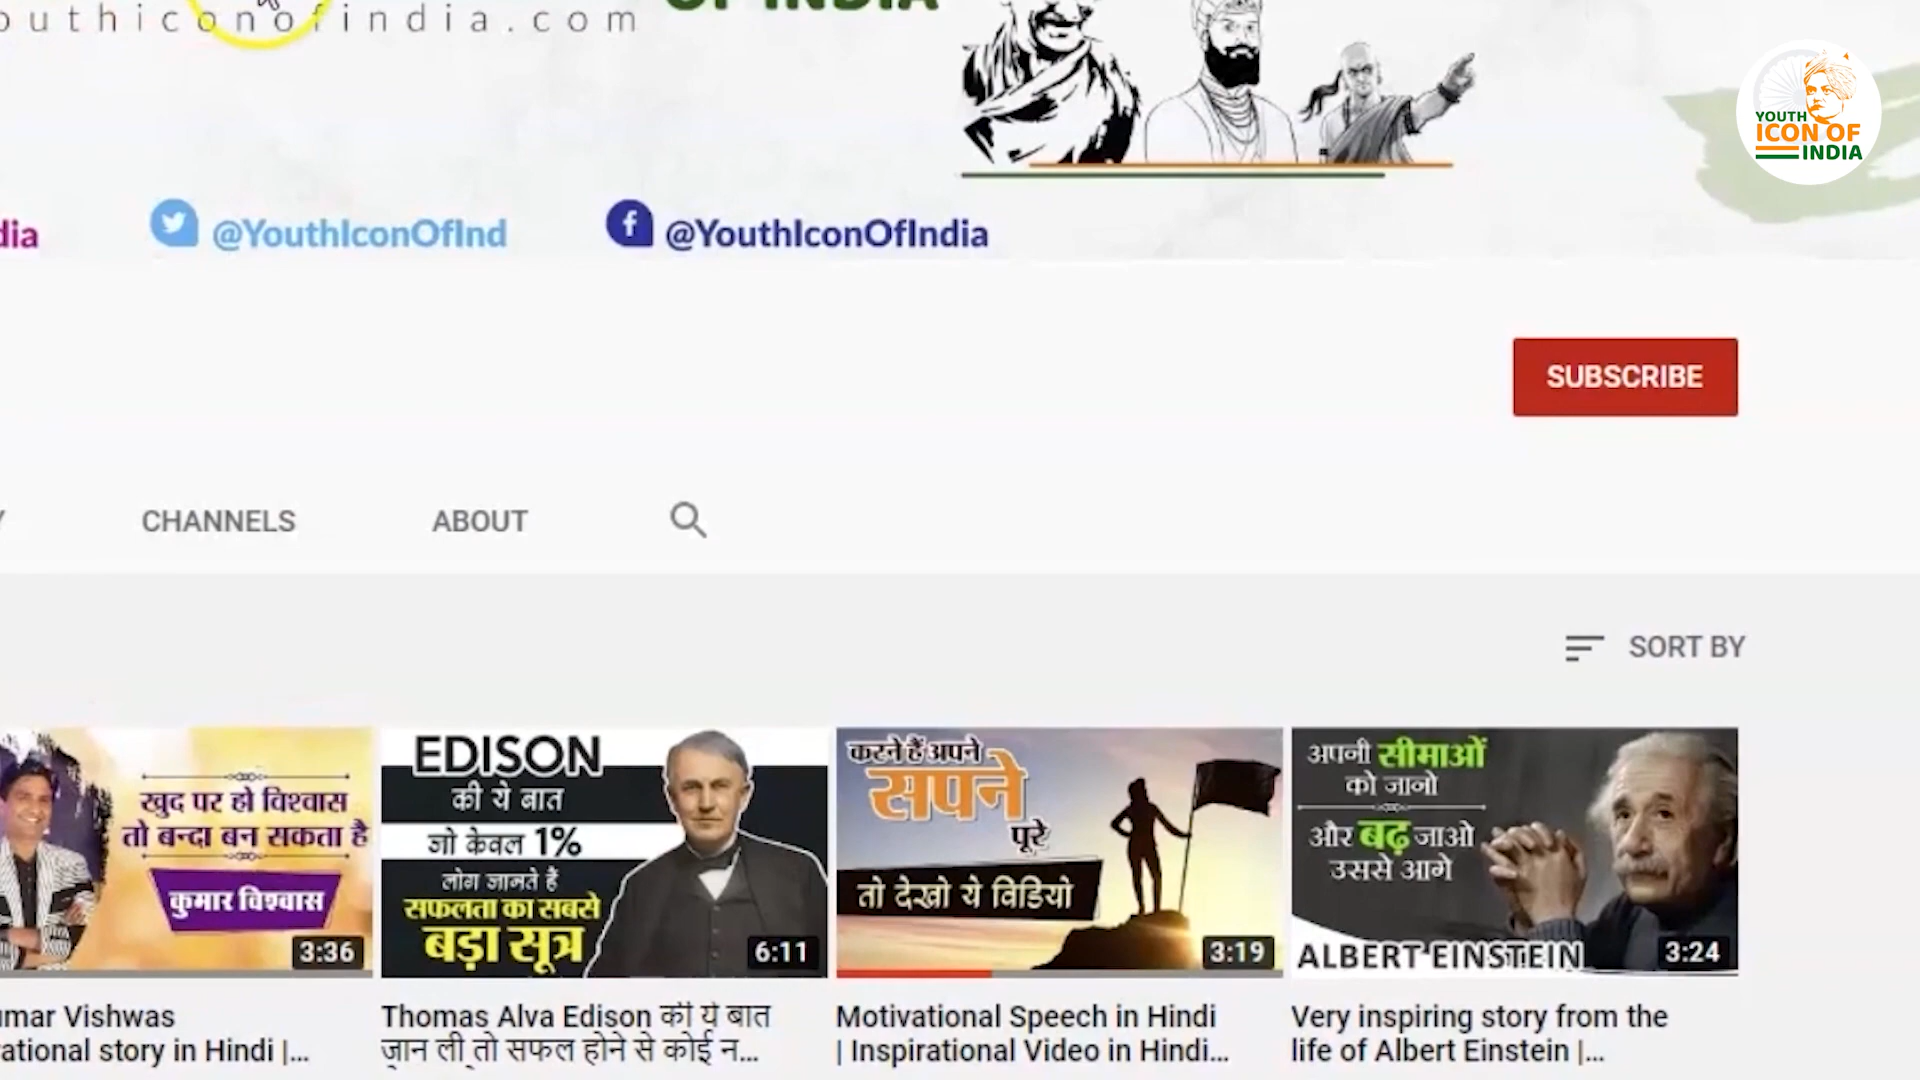 outhiconofindia.com
OF INDIA
YOUTH
ICON OF
INDIA
dia
@YouthIconOfInd
@YouthIconOfIndia
SUBSCRIBE
CHANNELS
ABOUT
SORT BY
खुद पर हो विश्वास
तो बन्दा बन सकता है
कुमार विश्वास
3:36
EDISON
की ये बात
जो केवल 1%
लोग जानते हैं
सफलता का सबसे
बड़ा सूत्र
6:11
करने हैं अपने
सपने
पूरे
तो देखो ये विडियो
3:19
अपनी सीमाओं
को जानो
और बढ़ जाओ
उससे आगे
ALBERT EINSTEIN
3:24
umar Vishwas
ational story in Hindi |...
Thomas Alva Edison की ये बात
जान ली तो सफल होने से कोई न...
Motivational Speech in Hindi
| Inspirational Video in Hindi...
Very inspiring story from the
life of Albert Einstein |...